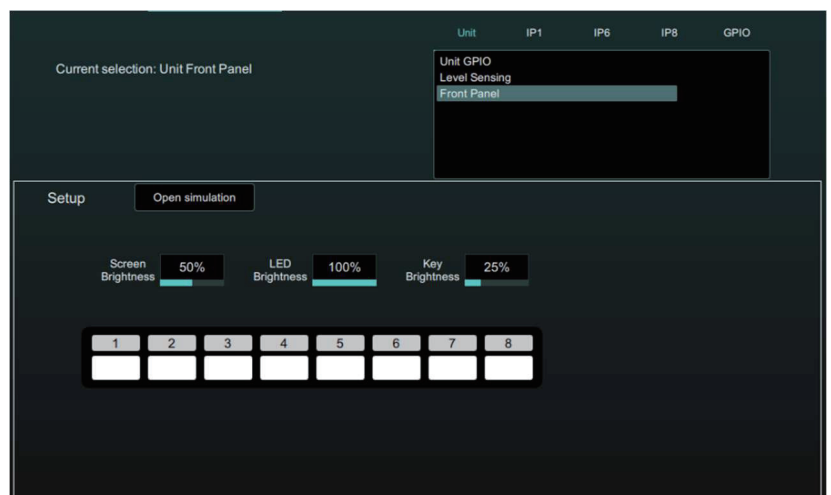 Unit IP1 IP6 IP8 GPIO
Current selection: Unit Front Panel
Unit GPIO
Level Sensing
Front Panel
Setup
Open simulation
Screen
Brightness
50%
LED
Brightness
100%
Key
Brightness
25%
1 2 3 4 5 6 7 8